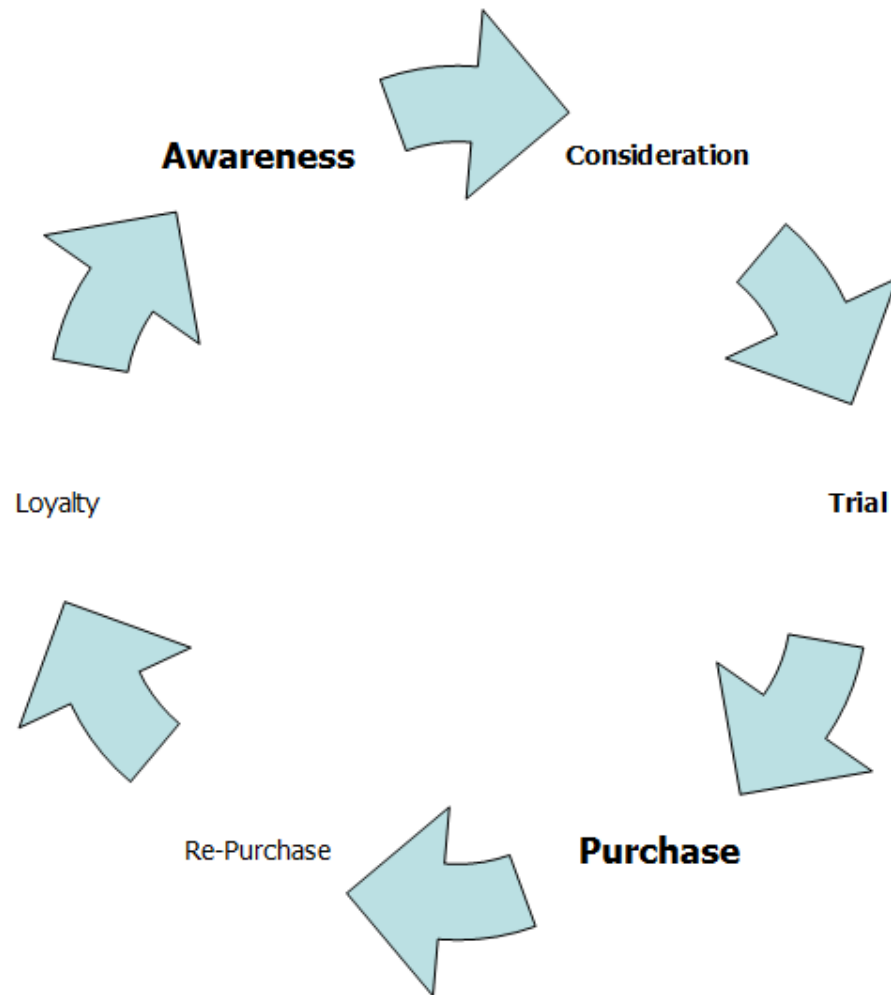 Awareness
Consideration
Trial
Purchase
Re-Purchase
Loyalty